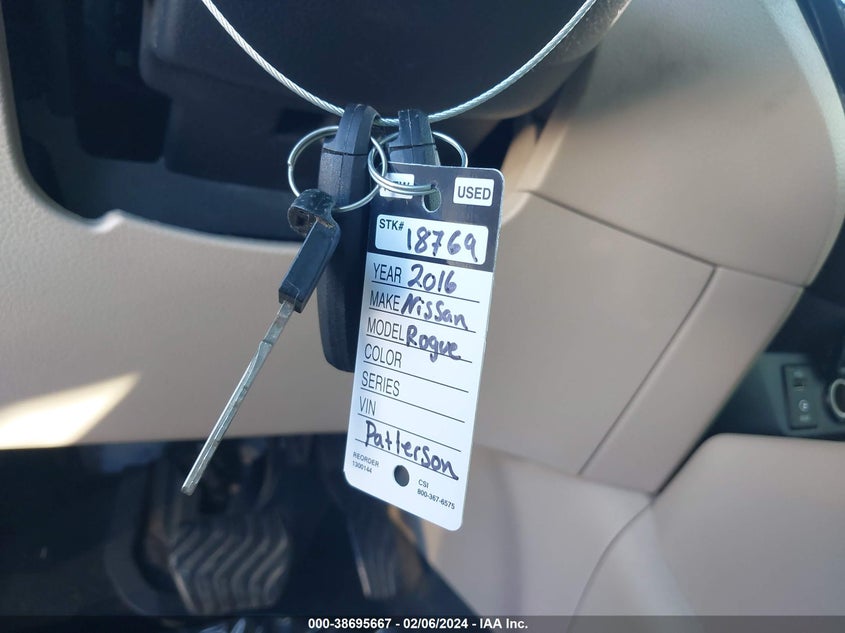 USED
STK# 18769
YEAR 2016
MAKE Nissan
MODEL Rogue
COLOR
SERIES
VIN
Patterson
REORDER
1300144
CSI
800-367-6575
000-38695667 / 02/06/2024 - IAA Inc.